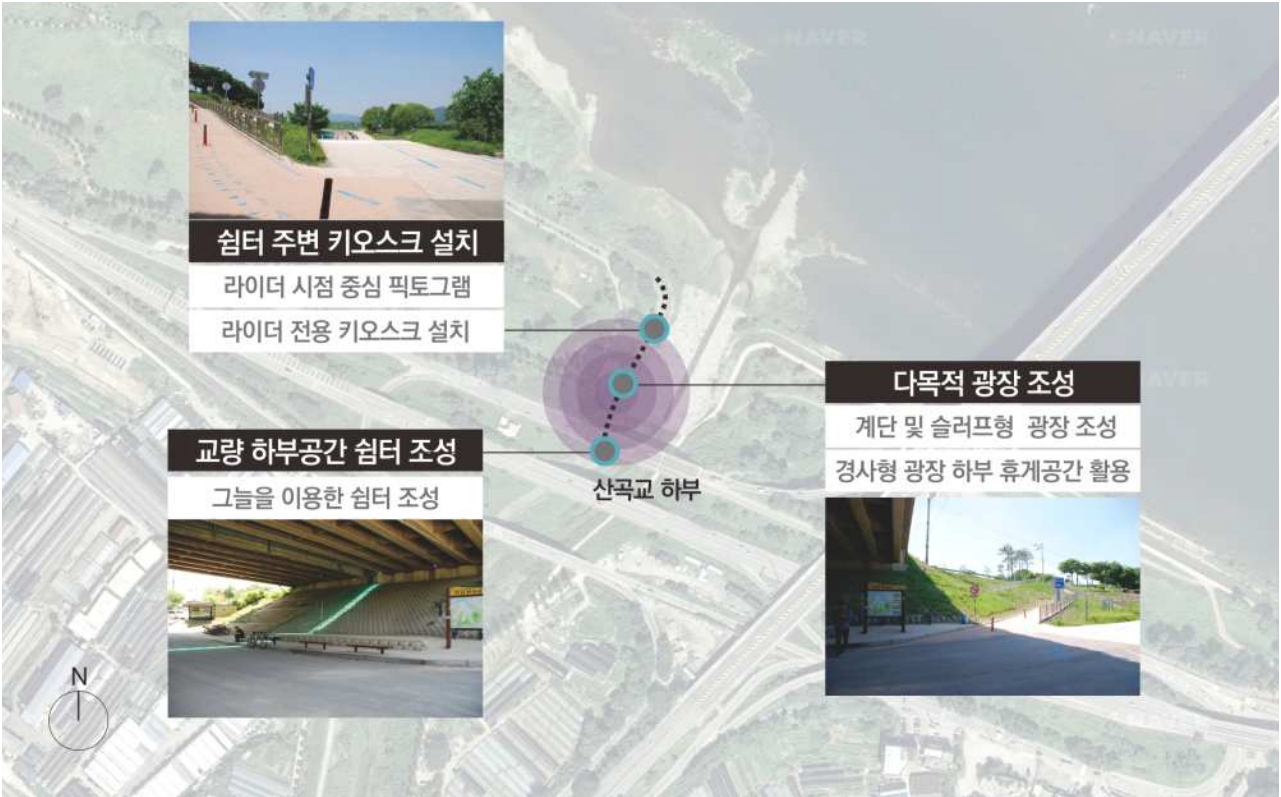 NAVER
NAVER
쉼터 주변 키오스크 설치
라이더 시점 중심 픽토그램
라이더 전용 키오스크 설치
NAVER
다목적 광장 조성
계단 및 슬러프형 광장 조성
경사형 광장 하부 휴게공간 활용
교량 하부공간 쉼터 조성
그늘을 이용한 쉼터 조성
산곡교 하부
N